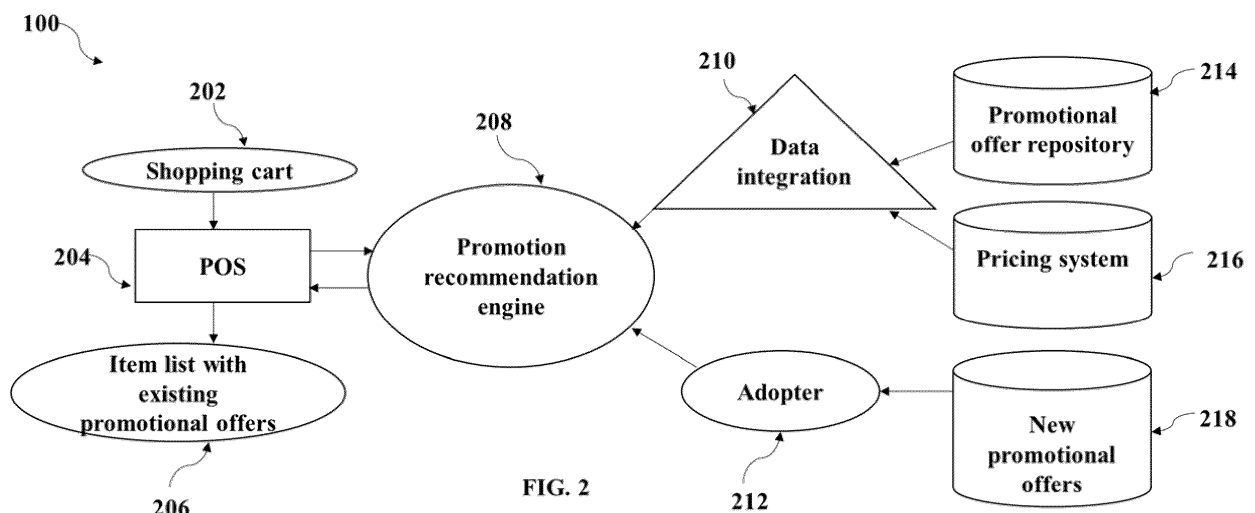 100
202
Shopping cart
204
POS
Item list with
existing
promotional offers
206
208
Promotion
recommendation
engine
210
Data
integration
Adopter
212
Promotional
offer repository
214
Pricing system
216
New
promotional
offers
218
FIG. 2